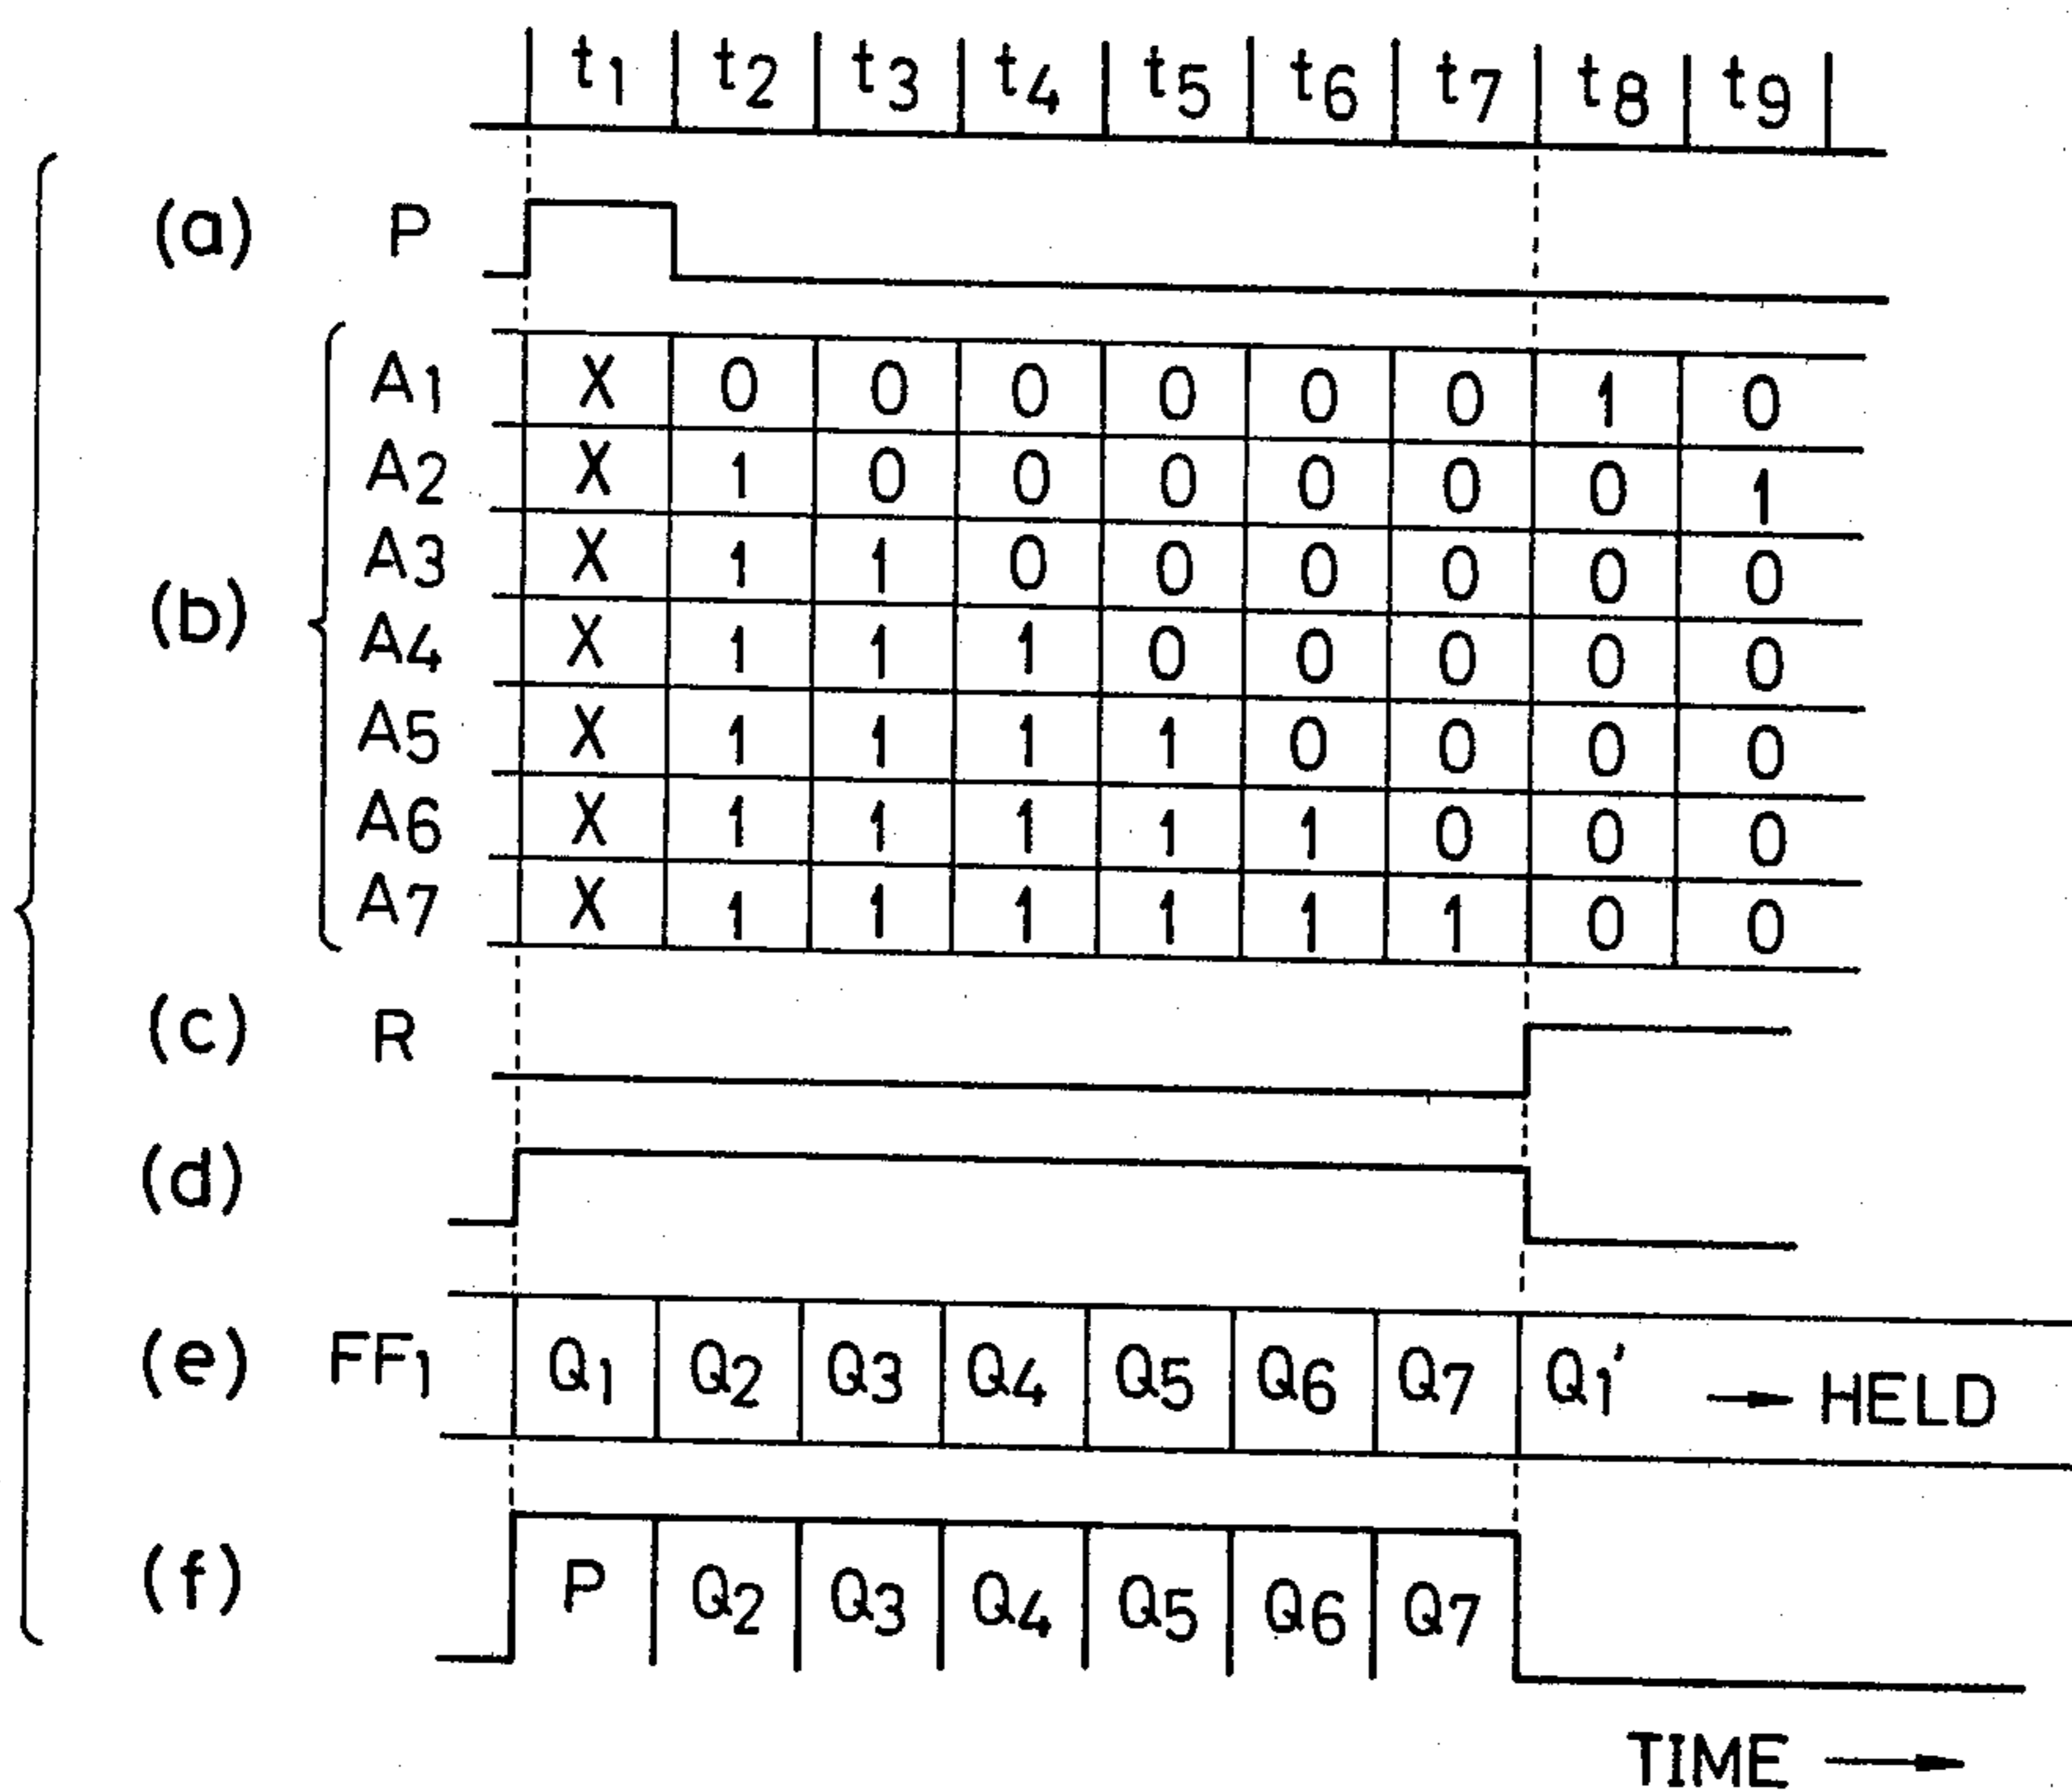 t1 t2 t3 t4 t5 t6 t7 t8 t9
(a) P
(b)
A1 X 0 0 0 0 0 0 1 0
A2 X 1 0 0 0 0 0 0 1
A3 X 1 1 0 0 0 0 0 0
A4 X 1 1 1 0 0 0 0 0
A5 X 1 1 1 1 0 0 0 0
A6 X 1 1 1 1 1 0 0 0
A7 X 1 1 1 1 1 1 0 0
(c) R
(d)
(e) FF1 Q1 Q2 Q3 Q4 Q5 Q6 Q7 Q1' → HELD
(f) P Q2 Q3 Q4 Q5 Q6 Q7
TIME →